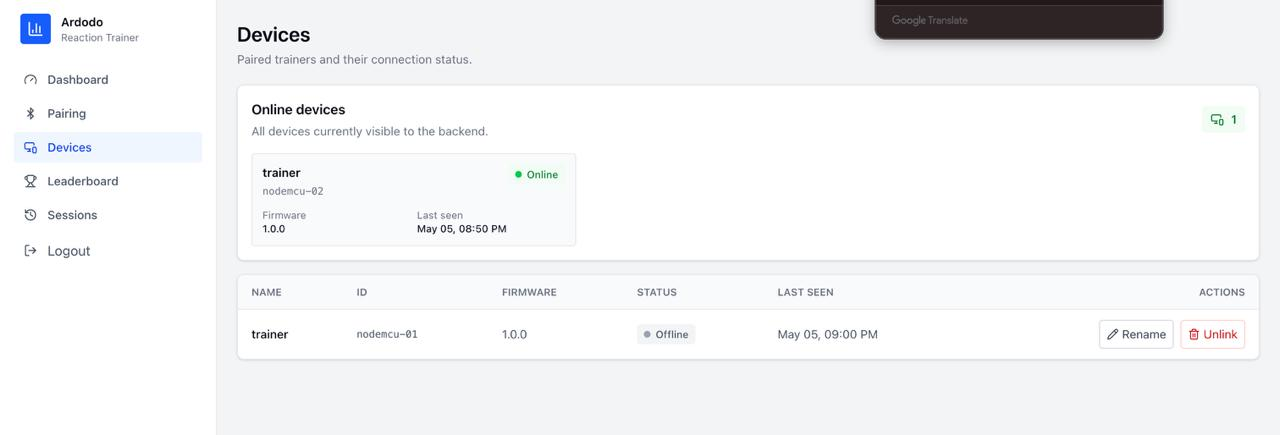 Ardodo
Reaction Trainer
Dashboard
Pairing
Devices
Leaderboard
Sessions
Logout
Google Translate
Devices
Paired trainers and their connection status.
Online devices
All devices currently visible to the backend.
1
trainer
Online
nodemcu-02
Firmware Last seen
1.0.0 May 05, 08:50 PM
NAME ID FIRMWARE STATUS LAST SEEN ACTIONS
trainer nodemcu-01 1.0.0 Offline May 05, 09:00 PM Rename Unlink